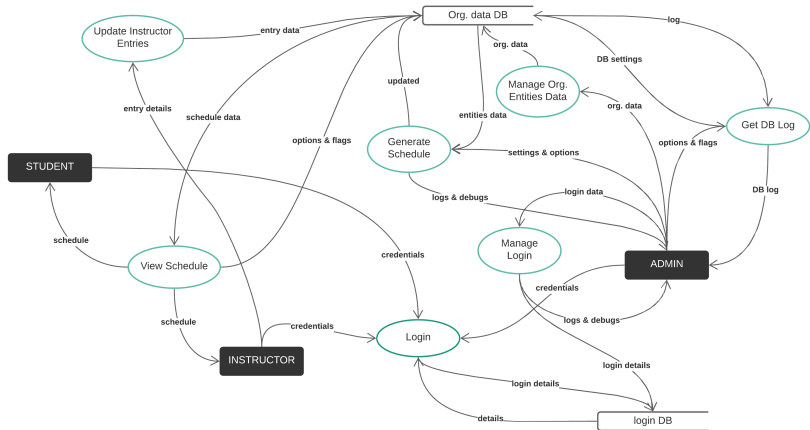 Org. data DB
log
Update Instructor
Entries
entry data
org. data
DB settings
updated
Manage Org.
Entities Data
entry details
org. data
schedule data
entities data
Get DB Log
options & flags
Generate
Schedule
options & flags
settings & options
STUDENT
login data
DB log
logs & debugs
schedule
Manage
Login
credentials
View Schedule
ADMIN
credentials
schedule
credentials
logs & debugs
Login
INSTRUCTOR
login details
login details
details
login DB